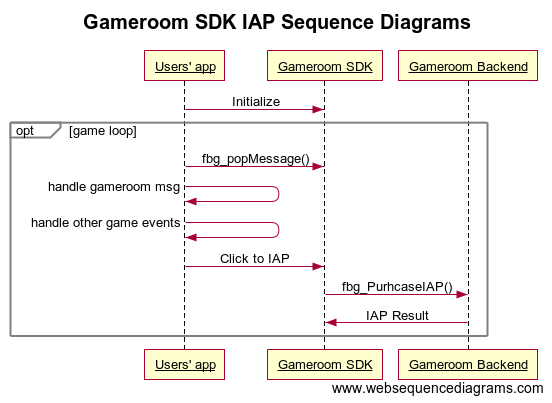 Gameroom SDK IAP Sequence Diagrams
Users' app Gameroom SDK Gameroom Backend
Initialize
opt [game loop]
fbg_popMessage()
handle gameroom msg
handle other game events
Click to IAP
fbg_PurhcaseIAP()
IAP Result
Users' app Gameroom SDK Gameroom Backend
www.websequencediagrams.com